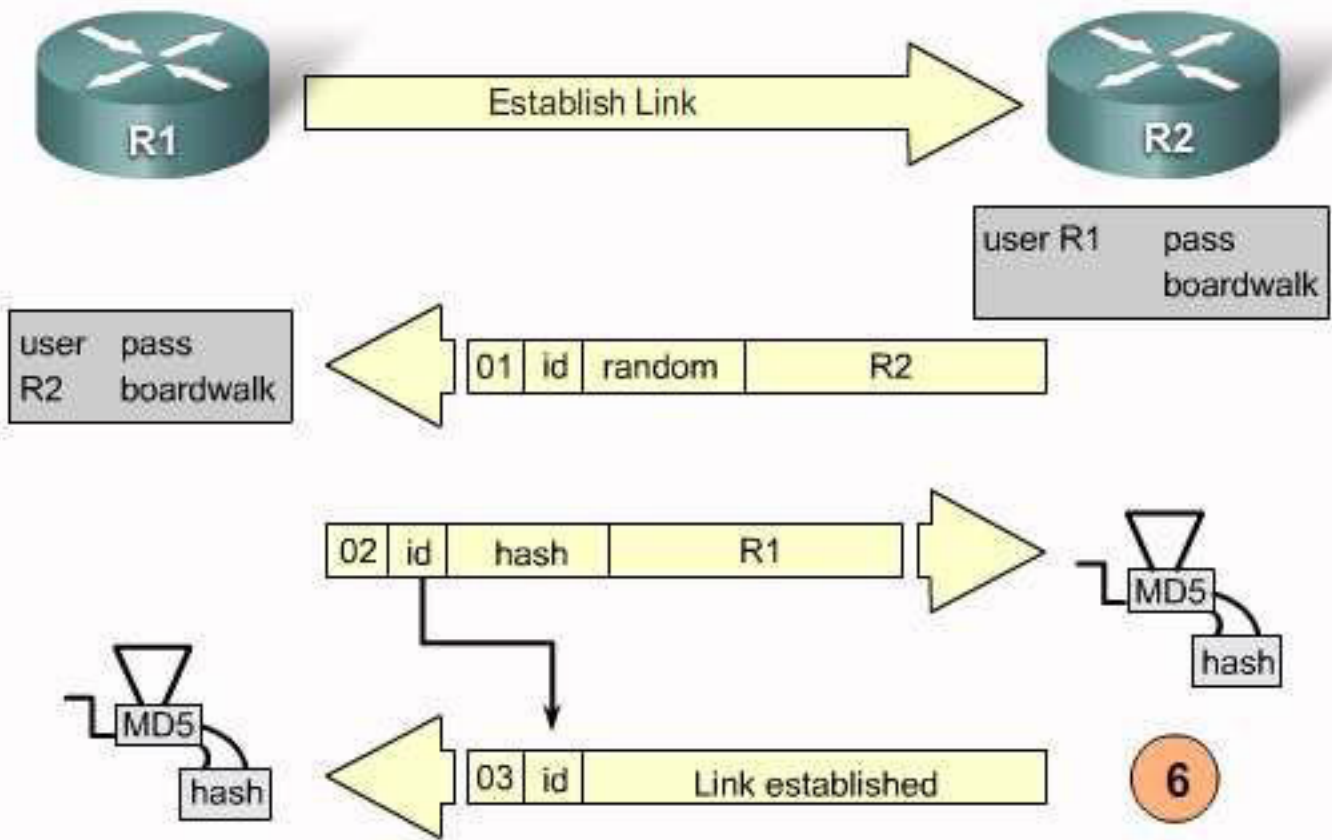 Establish Link
R1
R2
user R1 pass
boardwalk
user pass
R2 boardwalk
01 id random R2
02 id hash R1
MD5
hash
MD5
hash
03 id Link established
6